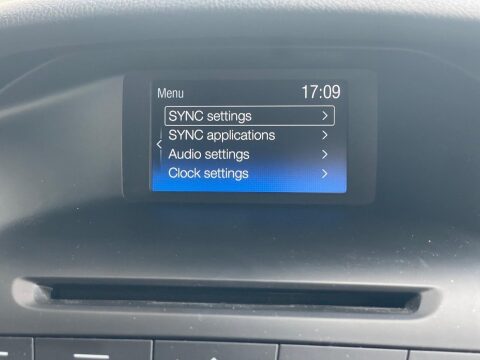 Menu 17:09
SYNC settings
SYNC applications
Audio settings
Clock settings